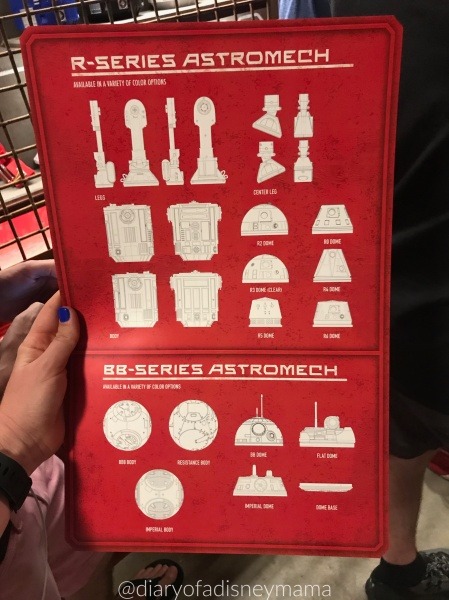 R-SERIES ASTROMECH
AVAILABLE IN A VARIETY OF COLOR OPTIONS
LEGS
CENTER LEG
R2 DOME
R3 DOME (CLEAR)
R4 DOME
BODY
R5 DOME
R6 DOME
BB-SERIES ASTROMECH
AVAILABLE IN A VARIETY OF COLOR OPTIONS
BB8 BODY
RESISTANCE BODY
BB DOME
FLAT DOME
IMPERIAL DOME
DOME BASE
IMPERIAL BODY
@diaryofadisneymama